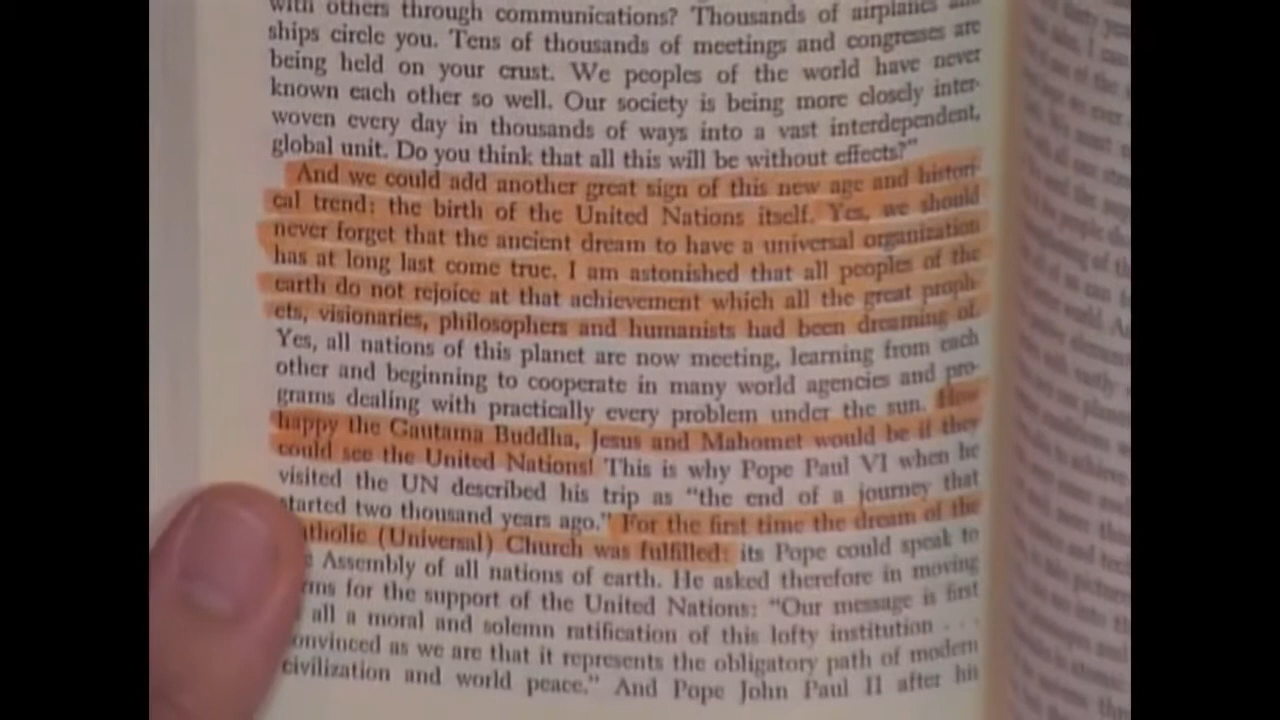 with others through communications? Thousands of airplanes and
ships circle you. Tens of thousands of meetings and congresses are
being held on your crust. We peoples of the world have never
known each other so well. Our society is being more closely inter-
woven every day in thousands of ways into a vast interdependent,
global unit. Do you think that all this will be without effects?"
And we could add another great sign of this new age and histori-
cal trend: the birth of the United Nations itself. Yes, we should
never forget that the ancient dream to have a universal organization
has at long last come true. I am astonished that all peoples of the
earth do not rejoice at that achievement which all the great proph-
ets, visionaries, philosophers and humanists had been dreaming of.
Yes, all nations of this planet are now meeting, learning from each
other and beginning to cooperate in many world agencies and pro-
grams dealing with practically every problem under the sun. How
happy the Gautama Buddha, Jesus and Mahomet would be if they
could see the United Nations! This is why Pope Paul VI when he
visited the UN described his trip as "the end of a journey that
started two thousand years ago." For the first time the dream of the
tholic (Universal) Church was fulfilled: its Pope could speak to
Assembly of all nations of earth. He asked therefore in moving
ms for the support of the United Nations: "Our message is first
all a moral and solemn ratification of this lofty institution . . .
onvinced as we are that it represents the obligatory path of modern
civilization and world peace." And Pope John Paul II after his